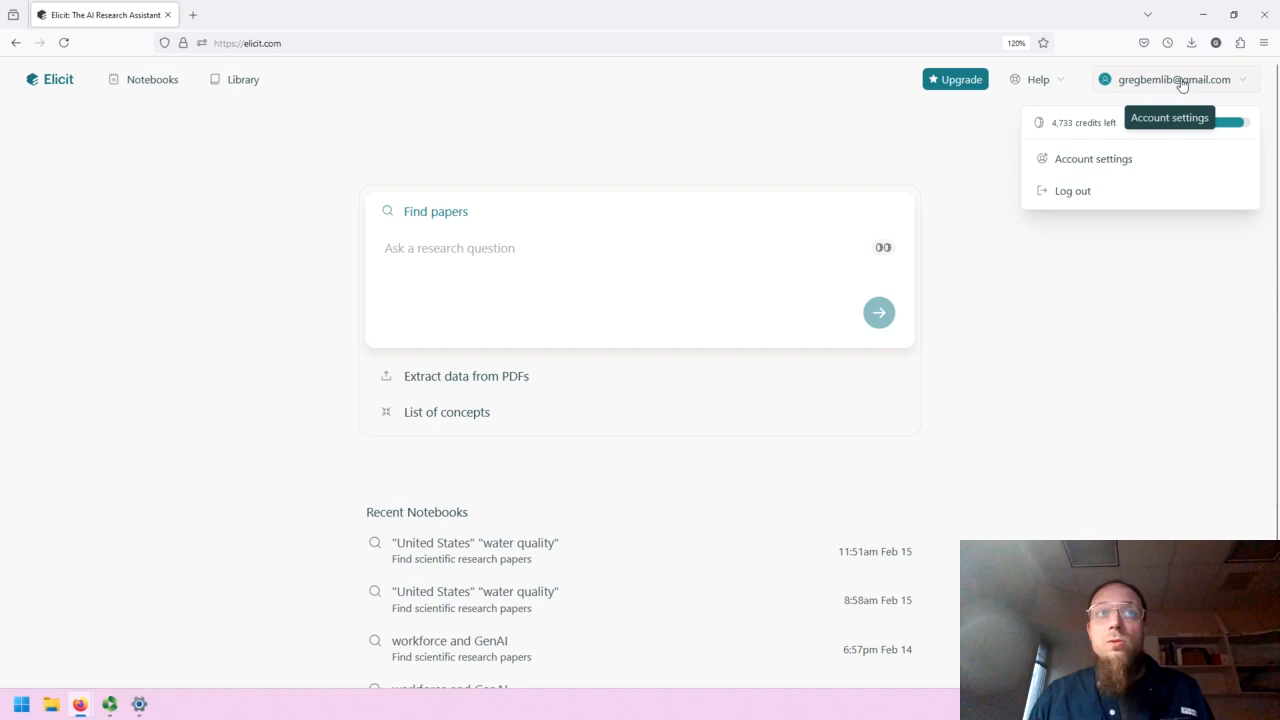 Elicit: The AI Research Assistant
https://elicit.com
120%
Elicit
Notebooks
Library
Upgrade
Help
gregbemlib@gmail.com
4,733 credits left
Account settings
Account settings
Log out
Find papers
Ask a research question
Extract data from PDFs
List of concepts
Recent Notebooks
"United States" "water quality"
11:51am Feb 15
Find scientific research papers
"United States" "water quality"
8:58am Feb 15
Find scientific research papers
workforce and GenAI
6:57pm Feb 14
Find scientific research papers